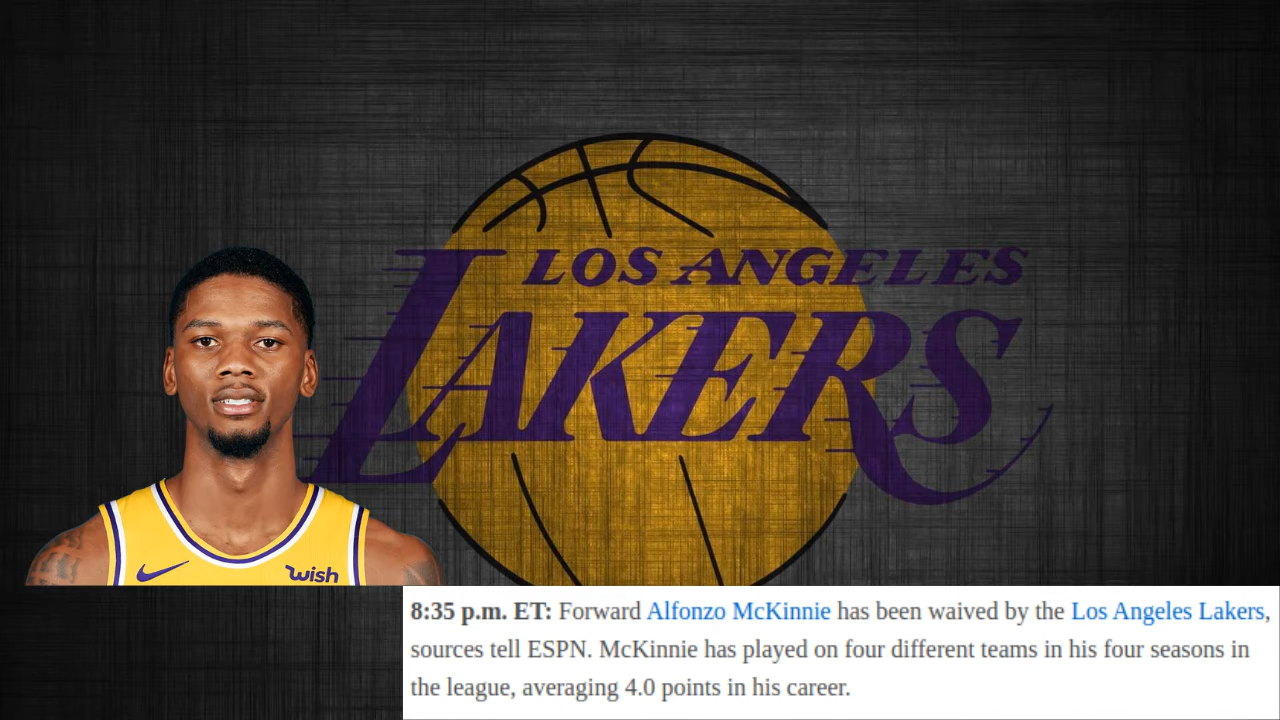 LOS ANGELES
LAKERS
wish
8:35 p.m. ET: Forward Alfonzo McKinnie has been waived by the Los Angeles Lakers,
sources tell ESPN. McKinnie has played on four different teams in his four seasons in
the league, averaging 4.0 points in his career.